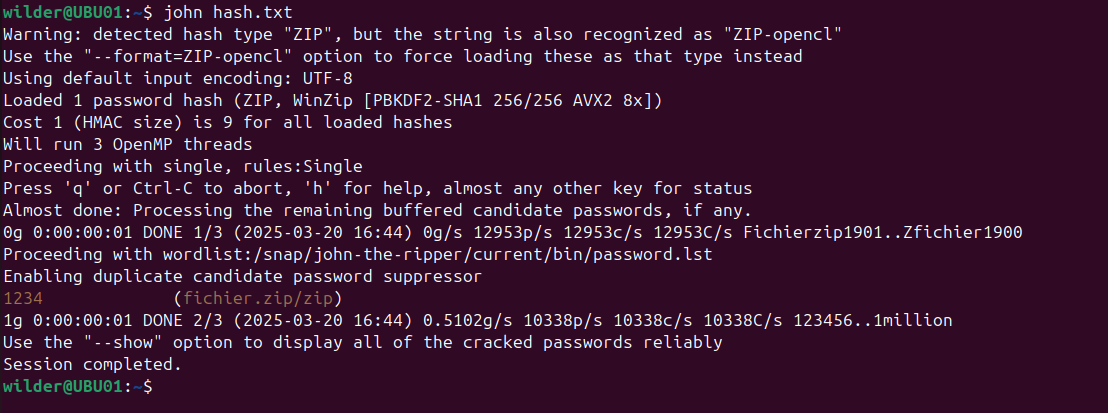 wilder@UBU01:~$ john hash.txt
Warning: detected hash type "ZIP", but the string is also recognized as "ZIP-opencl"
Use the "--format=ZIP-opencl" option to force loading these as that type instead
Using default input encoding: UTF-8
Loaded 1 password hash (ZIP, WinZip [PBKDF2-SHA1 256/256 AVX2 8x])
Cost 1 (HMAC size) is 9 for all loaded hashes
Will run 3 OpenMP threads
Proceeding with single, rules:Single
Press 'q' or Ctrl-C to abort, 'h' for help, almost any other key for status
Almost done: Processing the remaining buffered candidate passwords, if any.
0g 0:00:00:01 DONE 1/3 (2025-03-20 16:44) 0g/s 12953p/s 12953c/s 12953C/s Fichierzip1901..Zfichier1900
Proceeding with wordlist:/snap/john-the-ripper/current/bin/password.lst
Enabling duplicate candidate password suppressor
1234             (fichier.zip/zip)
1g 0:00:00:01 DONE 2/3 (2025-03-20 16:44) 0.5102g/s 10338p/s 10338c/s 10338C/s 123456..1million
Use the "--show" option to display all of the cracked passwords reliably
Session completed.
wilder@UBU01:~$